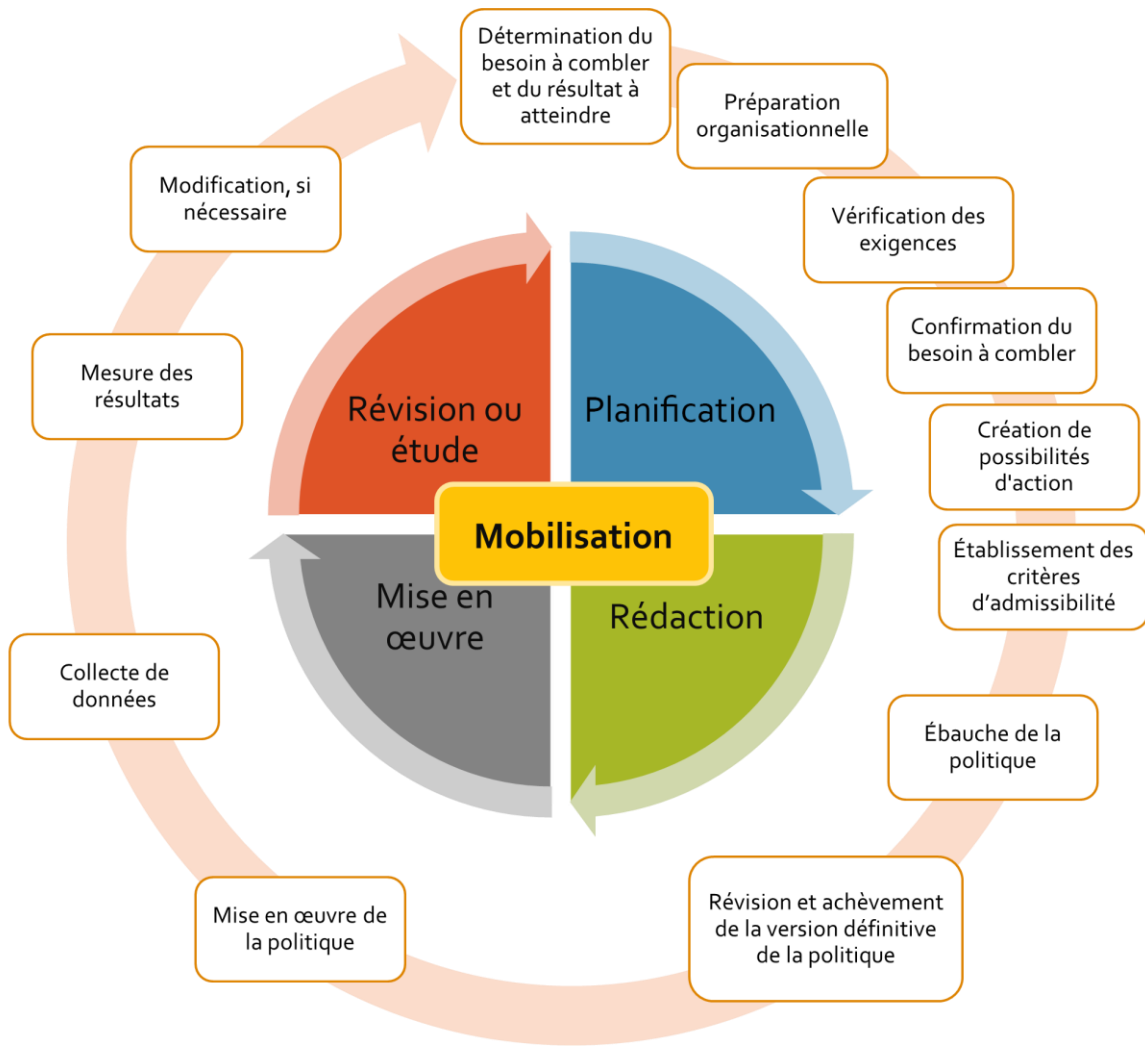 Détermination du
besoin à combler
et du résultat à
atteindre
Préparation
organisationnelle
Vérification des
exigences
Confirmation du
besoin à combler
Création de
possibilités
d'action
Établissement des
critères
d’admissibilité
Ébauche de la
politique
Révision et achèvement
de la version définitive
de la politique
Mise en œuvre de
la politique
Collecte de
données
Mesure des
résultats
Modification, si
nécessaire
Révision ou
étude
Planification
Mobilisation
Mise en
œuvre
Rédaction